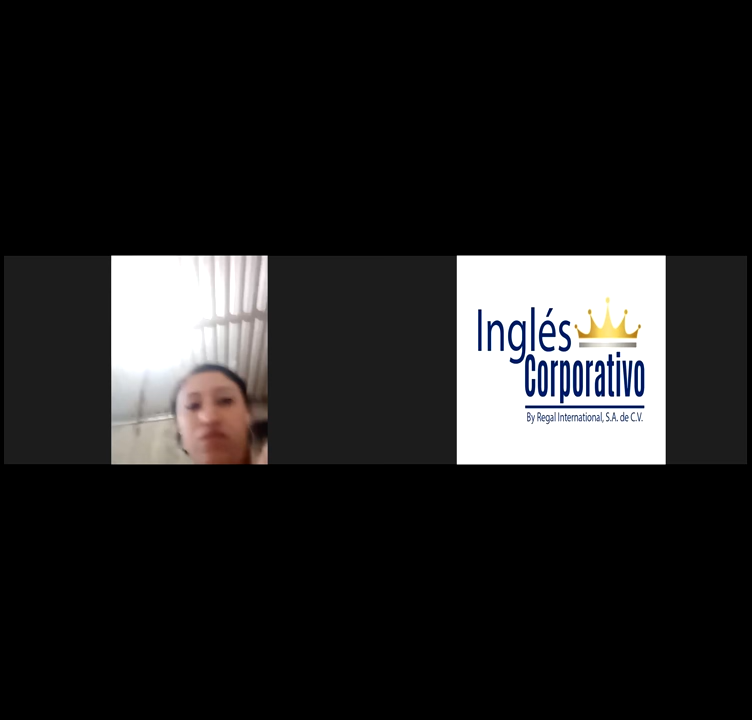 Inglés
Corporativo
By Regal International, S.A. de C.V.